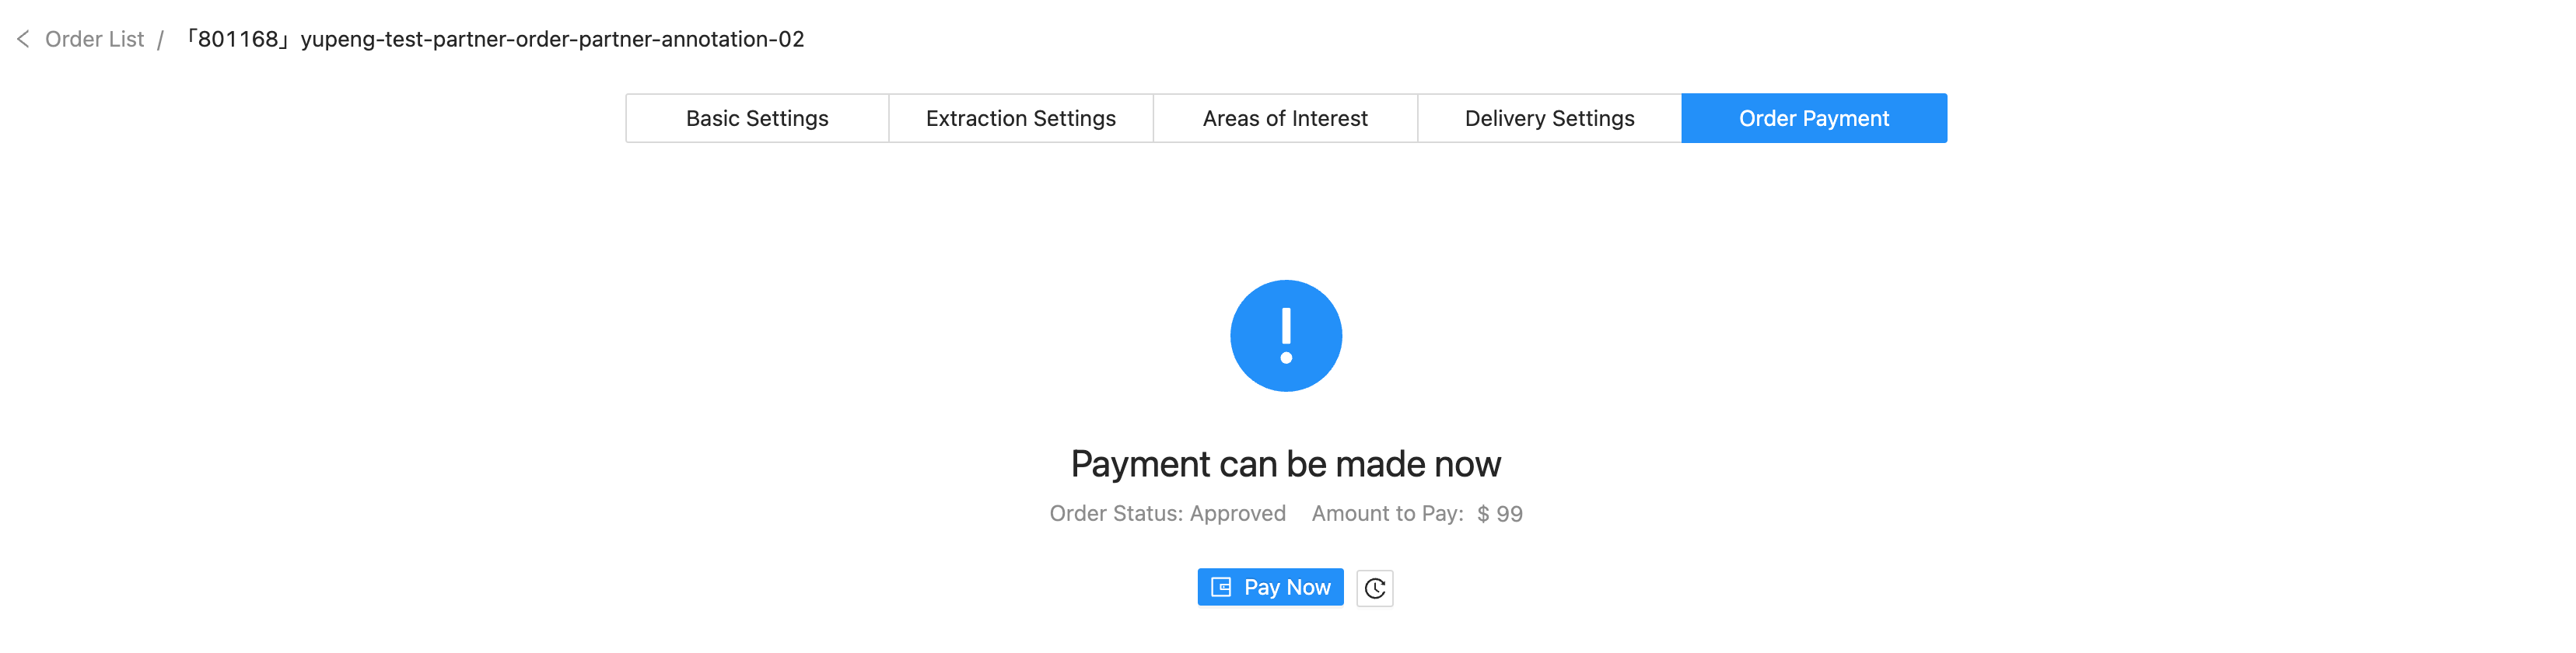 Order List / 「801168」yupeng-test-partner-order-partner-annotation-02
Basic Settings Extraction Settings Areas of Interest Delivery Settings Order Payment
Payment can be made now
Order Status: Approved Amount to Pay: $ 99
Pay Now